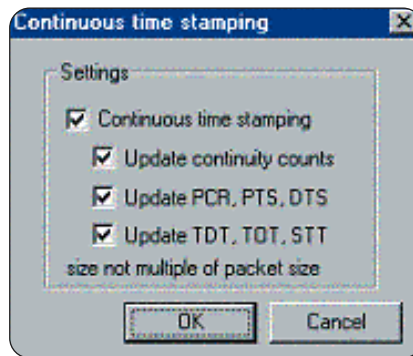 Continuous time stamping
Settings
Continuous time stamping
Update continuity counts
Update PCR, PTS, DTS
Update TDT, TOT, STT
size not multiple of packet size
OK
Cancel